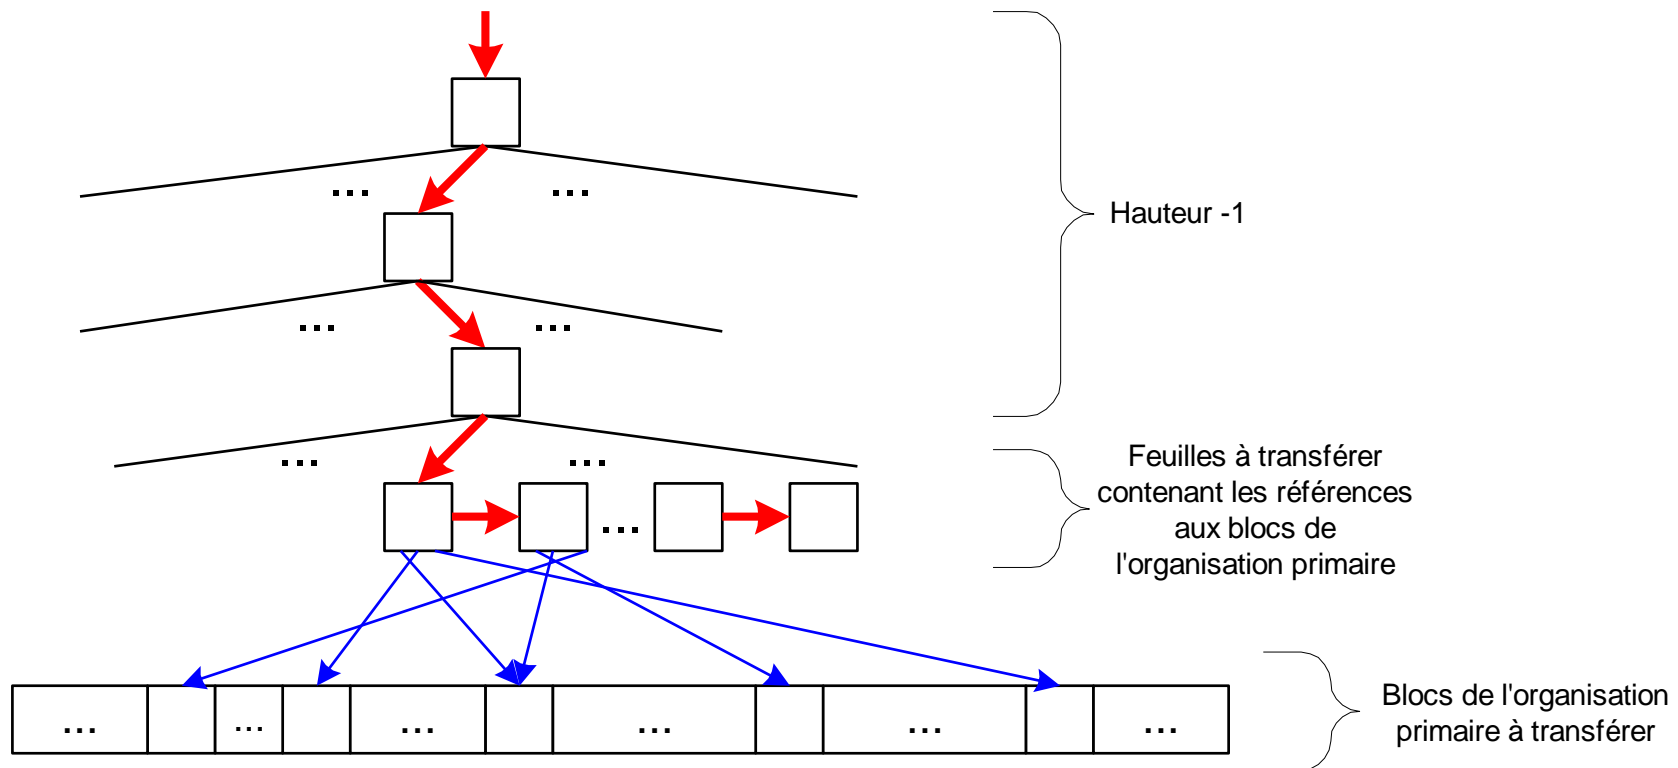 ... ...
Hauteur -1
... ...
... ...
Feuilles à transférer
contenant les références
aux blocs de
l'organisation primaire
...
Blocs de l'organisation
primaire à transférer
... ... ... ... ... ...